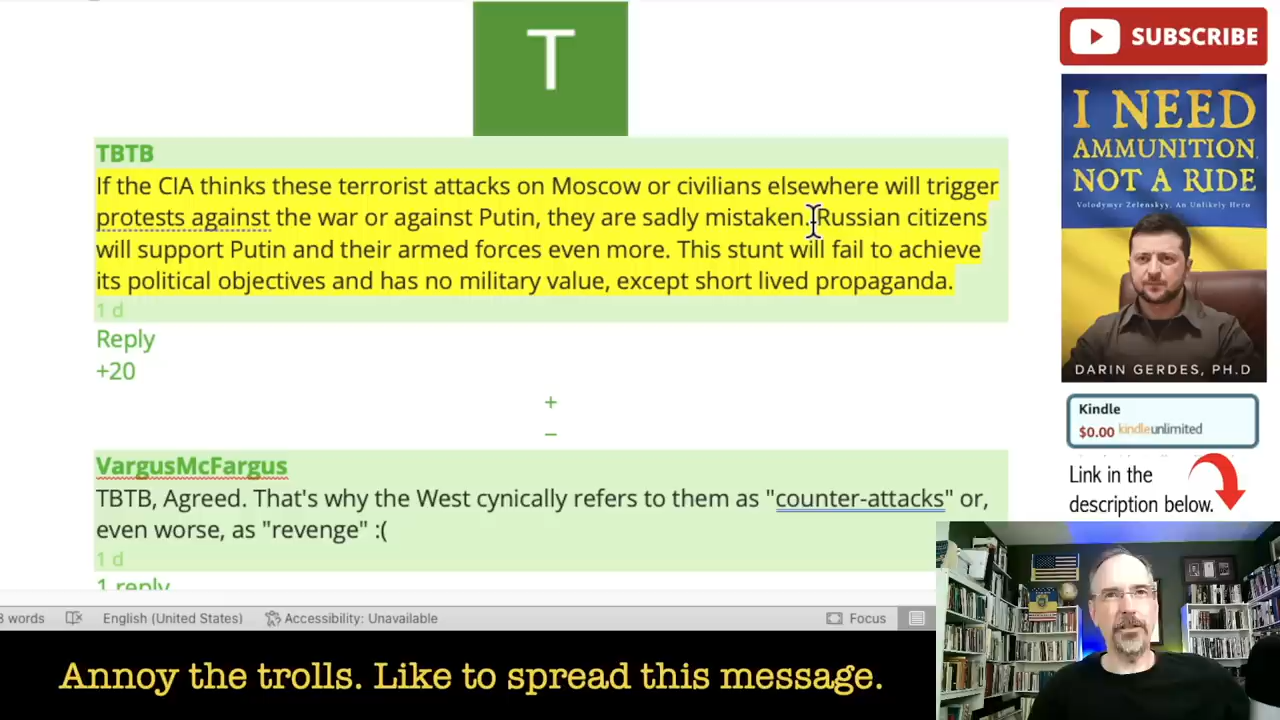 T
TBTB
If the CIA thinks these terrorist attacks on Moscow or civilians elsewhere will trigger
protests against the war or against Putin, they are sadly mistaken. Russian citizens
will support Putin and their armed forces even more. This stunt will fail to achieve
its political objectives and has no military value, except short lived propaganda.
1 d
Reply
+20
+
–
VargusMcFargus
TBTB, Agreed. That's why the West cynically refers to them as "counter-attacks" or,
even worse, as "revenge" :(
1 d
1 reply
words
English (United States)
Accessibility: Unavailable
Focus
SUBSCRIBE
I NEED
AMMUNITION,
NOT A RIDE
Volodymyr Zelenskyy, An Unlikely Hero
DARIN GERDES, PH.D
Kindle
$0.00 kindleunlimited
Link in the
description below.
Annoy the trolls. Like to spread this message.